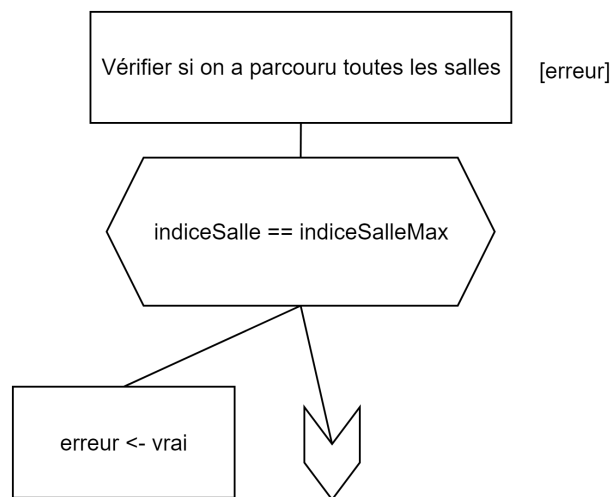 Vérifier si on a parcouru toutes les salles
[erreur]
indiceSalle == indiceSalleMax
erreur <- vrai